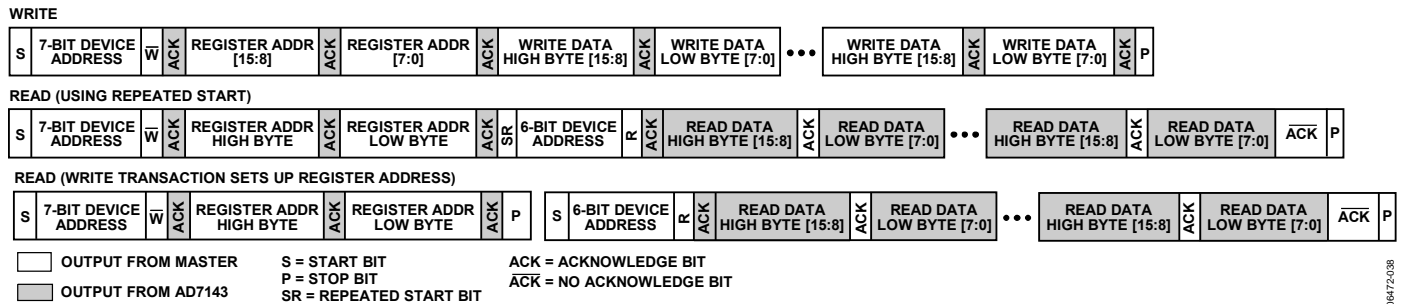 WRITE
S 7-BIT DEVICE ADDRESS W̅ ACK REGISTER ADDR [15:8] ACK REGISTER ADDR [7:0] ACK WRITE DATA HIGH BYTE [15:8] ACK WRITE DATA LOW BYTE [7:0] ••• WRITE DATA HIGH BYTE [15:8] ACK WRITE DATA LOW BYTE [7:0] ACK P
READ (USING REPEATED START)
S 7-BIT DEVICE ADDRESS W̅ ACK REGISTER ADDR HIGH BYTE ACK REGISTER ADDR LOW BYTE ACK SR 6-BIT DEVICE ADDRESS R ACK READ DATA HIGH BYTE [15:8] ACK READ DATA LOW BYTE [7:0] ••• READ DATA HIGH BYTE [15:8] ACK READ DATA LOW BYTE [7:0] A̅C̅K̅ P
READ (WRITE TRANSACTION SETS UP REGISTER ADDRESS)
S 7-BIT DEVICE ADDRESS W̅ ACK REGISTER ADDR HIGH BYTE ACK REGISTER ADDR LOW BYTE ACK P S 6-BIT DEVICE ADDRESS R ACK READ DATA HIGH BYTE [15:8] ACK READ DATA LOW BYTE [7:0] ••• READ DATA HIGH BYTE [15:8] ACK READ DATA LOW BYTE [7:0] A̅C̅K̅ P
OUTPUT FROM MASTER
OUTPUT FROM AD7143
S = START BIT
P = STOP BIT
SR = REPEATED START BIT
ACK = ACKNOWLEDGE BIT
A̅C̅K̅ = NO ACKNOWLEDGE BIT
06472-038